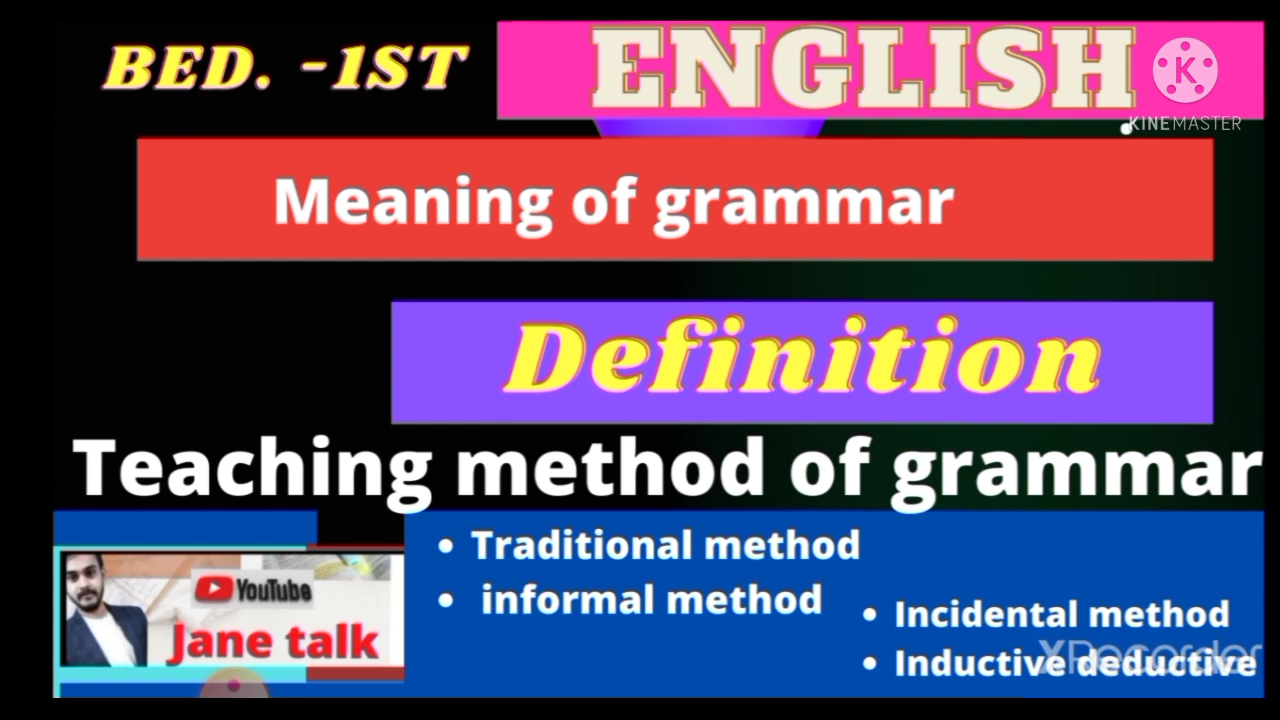 BED. -1ST
ENGLISH
K
KINEMASTER
Meaning of grammar
Definition
Teaching method of grammar
• Traditional method
• informal method
• Incidental method
• Inductive deductive
XRecorder
YouTube
Jane talk